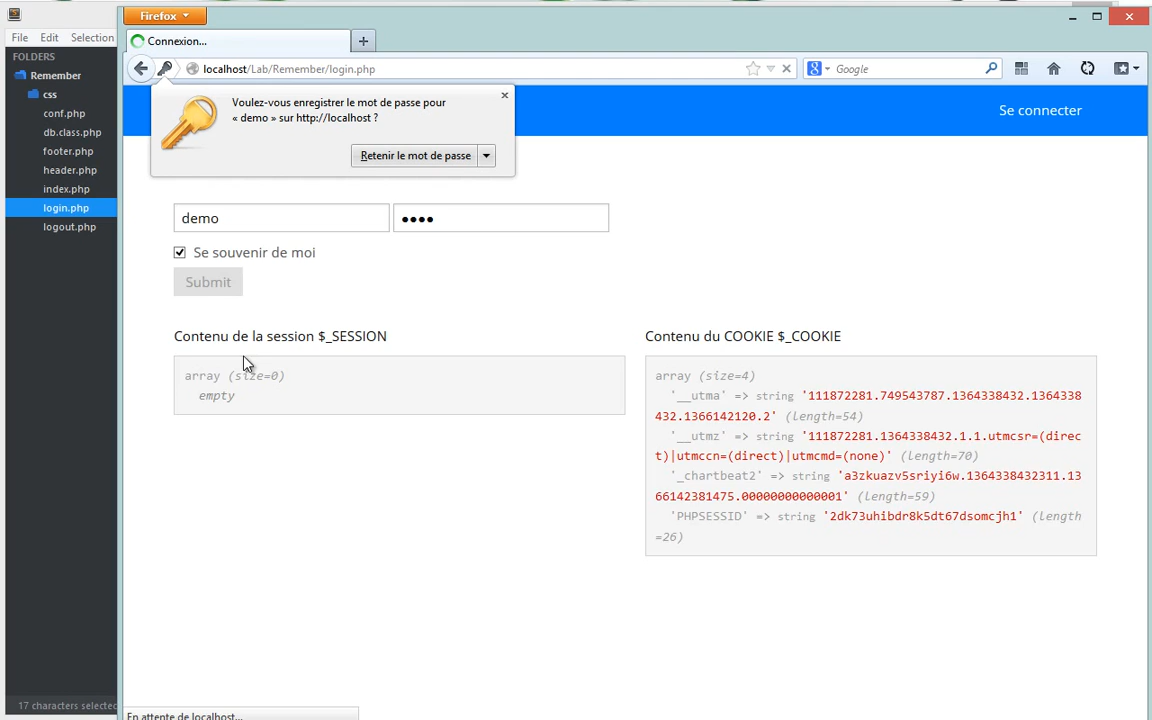 Firefox
File Edit Selection
Connexion...
FOLDERS
Remember
css
conf.php
db.class.php
footer.php
header.php
index.php
login.php
logout.php
17 characters selected
localhost/Lab/Remember/login.php
Google
Voulez-vous enregistrer le mot de passe pour
« demo » sur http://localhost ?
Retenir le mot de passe
Se connecter
demo
Se souvenir de moi
Submit
Contenu de la session $_SESSION
array (size=0)
empty
Contenu du COOKIE $_COOKIE
array (size=4)
'__utma' => string '111872281.749543787.1364338432.1364338
432.1366142120.2' (length=54)
'__utmz' => string '111872281.1364338432.1.1.utmcsr=(direc
t)|utmccn=(direct)|utmcmd=(none)' (length=70)
'_chartbeat2' => string 'a3zkuazv5sriyi6w.1364338432311.13
66142381475.00000000000001' (length=59)
'PHPSESSID' => string '2dk73uhibdr8k5dt67dsomcjh1' (length
=26)
En attente de localhost...